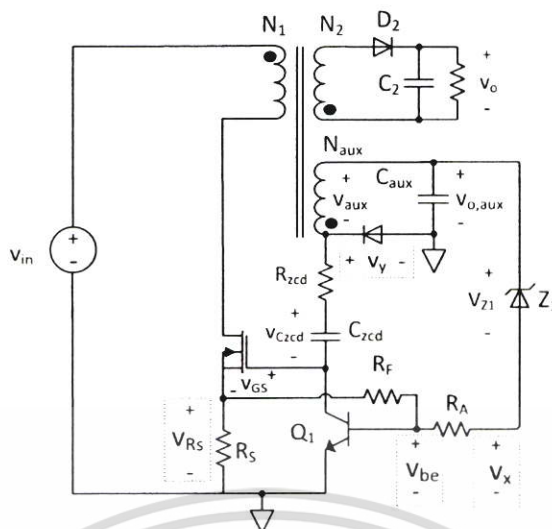 N1 N2 D2
+
C2 vo
-
Naux
+ Caux +
vaux vo,aux
- -
vin + -
+ vy -
Rzcd
+
VZ1
-
+
vCzcd Czcd
-
+
- vGS
RF
RA
+
VRs RS
-
Q1
+ +
Vbe Vx
- -